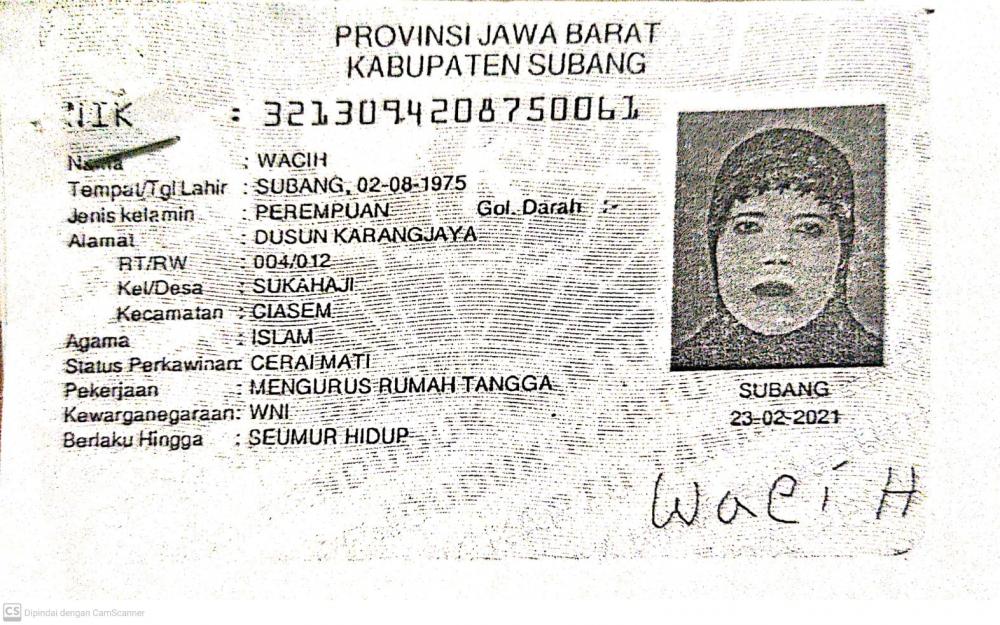 PROVINSI JAWA BARAT
KABUPATEN SUBANG
NIK : 3213094208750061
Nama : WACIH
Tempat/Tgl Lahir : SUBANG, 02-08-1975
Jenis kelamin : PEREMPUAN Gol. Darah :-
Alamat : DUSUN KARANGJAYA
RT/RW : 004/012
Kel/Desa : SUKAHAJI
Kecamatan : CIASEM
Agama : ISLAM
Status Perkawinan: CERAI MATI
Pekerjaan : MENGURUS RUMAH TANGGA
Kewarganegaraan: WNI
Berlaku Hingga : SEUMUR HIDUP
SUBANG
23-02-2021
Waci H
CS Dipindai dengan CamScanner